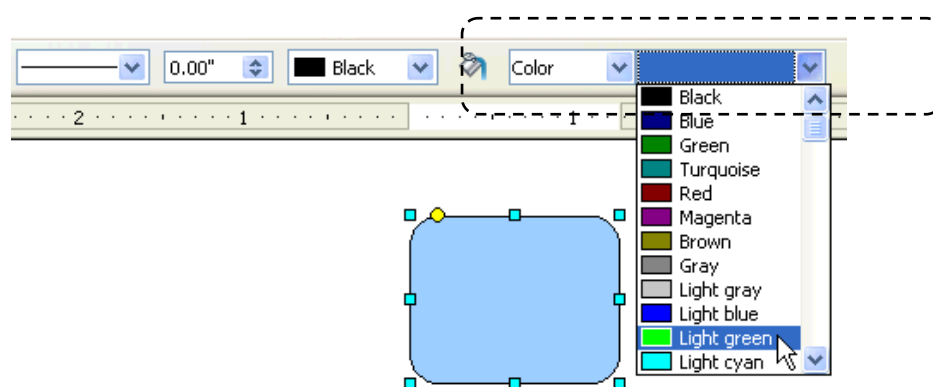 0.00" Black Color
2 1 1
Black
Blue
Green
Turquoise
Red
Magenta
Brown
Gray
Light gray
Light blue
Light green
Light cyan